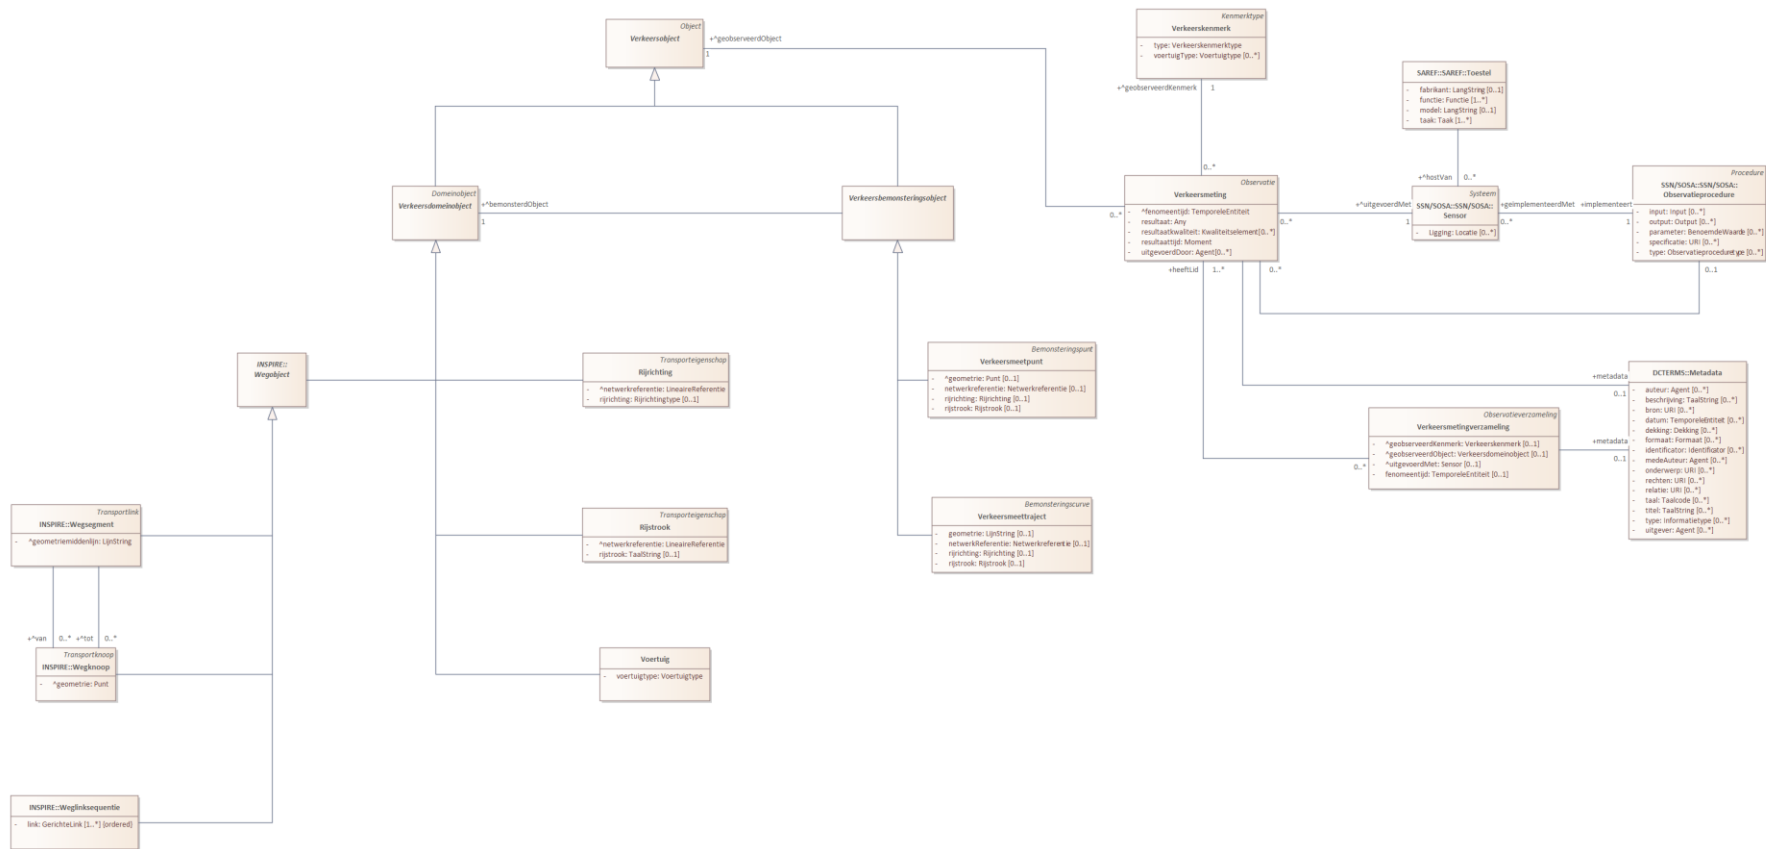 Object
Verkeersobject
+^geobserveerdObject
1
Kenmerktype
Verkeerskenmerk
- type: Verkeerskenmerktype
- voertuigType: Voertuigtype [0..*]
+^geobserveerdKenmerk
1
0..*
SAREF::SAREF::Toestel
- fabrikant: LangString [0..1]
- functie: Functie [1..*]
- model: LangString [0..1]
- taak: Taak [1..*]
+^hostVan
0..*
Domeinobject
Verkeersdomeinobject
+^bemonsterdObject
1
Verkeersbemonsteringsobject
Observatie
Verkeersmeting
- ^fenomeentijd: TemporeleEntiteit
- resultaat: Any
- resultaatkwaliteit: Kwaliteitselement[0..*]
- resultaattijd: Moment
- uitgevoerdDoor: Agent[0..*]
0..*
+^uitgevoerdMet
0..*
1
Systeem
SSN/SOSA::SSN/SOSA::
Sensor
- Ligging: Locatie [0..*]
+geïmplementeerdMet
0..*
+implementeert
1
Procedure
SSN/SOSA::SSN/SOSA::
Observatieprocedure
- input: Input [0..*]
- output: Output [0..*]
- parameter: BenoemdeWaarde [0..*]
- specificatie: URI [0..*]
- type: Observatieproceduretype [0..*]
0..1
+heeftLid
1..*
0..*
INSPIRE::
Wegobject
Transporteigenschap
Rijrichting
- ^netwerkreferentie: LineaireReferentie
- rijrichting: Rijrichtingtype [0..1]
Bemonsteringspunt
Verkeersmeetpunt
- ^geometrie: Punt [0..1]
- netwerkreferentie: Netwerkreferentie [0..1]
- rijrichting: Rijrichting [0..1]
- rijstrook: Rijstrook [0..1]
+metadata
0..1
DCTERMS::Metadata
- auteur: Agent [0..*]
- beschrijving: TaalString [0..*]
- bron: URI [0..*]
- datum: TemporeleEntiteit [0..*]
- dekking: Dekking [0..*]
- formaat: Formaat [0..*]
- identificator: Identificator [0..*]
- medeAuteur: Agent [0..*]
- onderwerp: URI [0..*]
- rechten: URI [0..*]
- relatie: URI [0..*]
- taal: Taalcode [0..*]
- titel: TaalString [0..*]
- type: Informatietype [0..*]
- uitgever: Agent [0..*]
Observatieverzameling
Verkeersmetingverzameling
- ^geobserveerdKenmerk: Verkeerskenmerk [0..1]
- ^geobserveerdObject: Verkeersdomeinobject [0..1]
- ^uitgevoerdMet: Sensor [0..1]
- fenomeentijd: TemporeleEntiteit [0..1]
0..*
+metadata
0..1
Transportlink
INSPIRE::Wegsegment
- ^geometriemiddenlijn: LijnString
Transporteigenschap
Rijstrook
- ^netwerkreferentie: LineaireReferentie
- rijstrook: TaalString [0..1]
Bemonsteringscurve
Verkeersmeettraject
- geometrie: LijnString [0..1]
- netwerkReferentie: Netwerkreferentie [0..1]
- rijrichting: Rijrichting [0..1]
- rijstrook: Rijstrook [0..1]
+^van
0..*
+^tot
0..*
Transportknoop
INSPIRE::Wegknoop
- ^geometrie: Punt
Voertuig
- voertuigtype: Voertuigtype
INSPIRE::Weglinksequentie
- link: GerichteLink [1..*] {ordered}